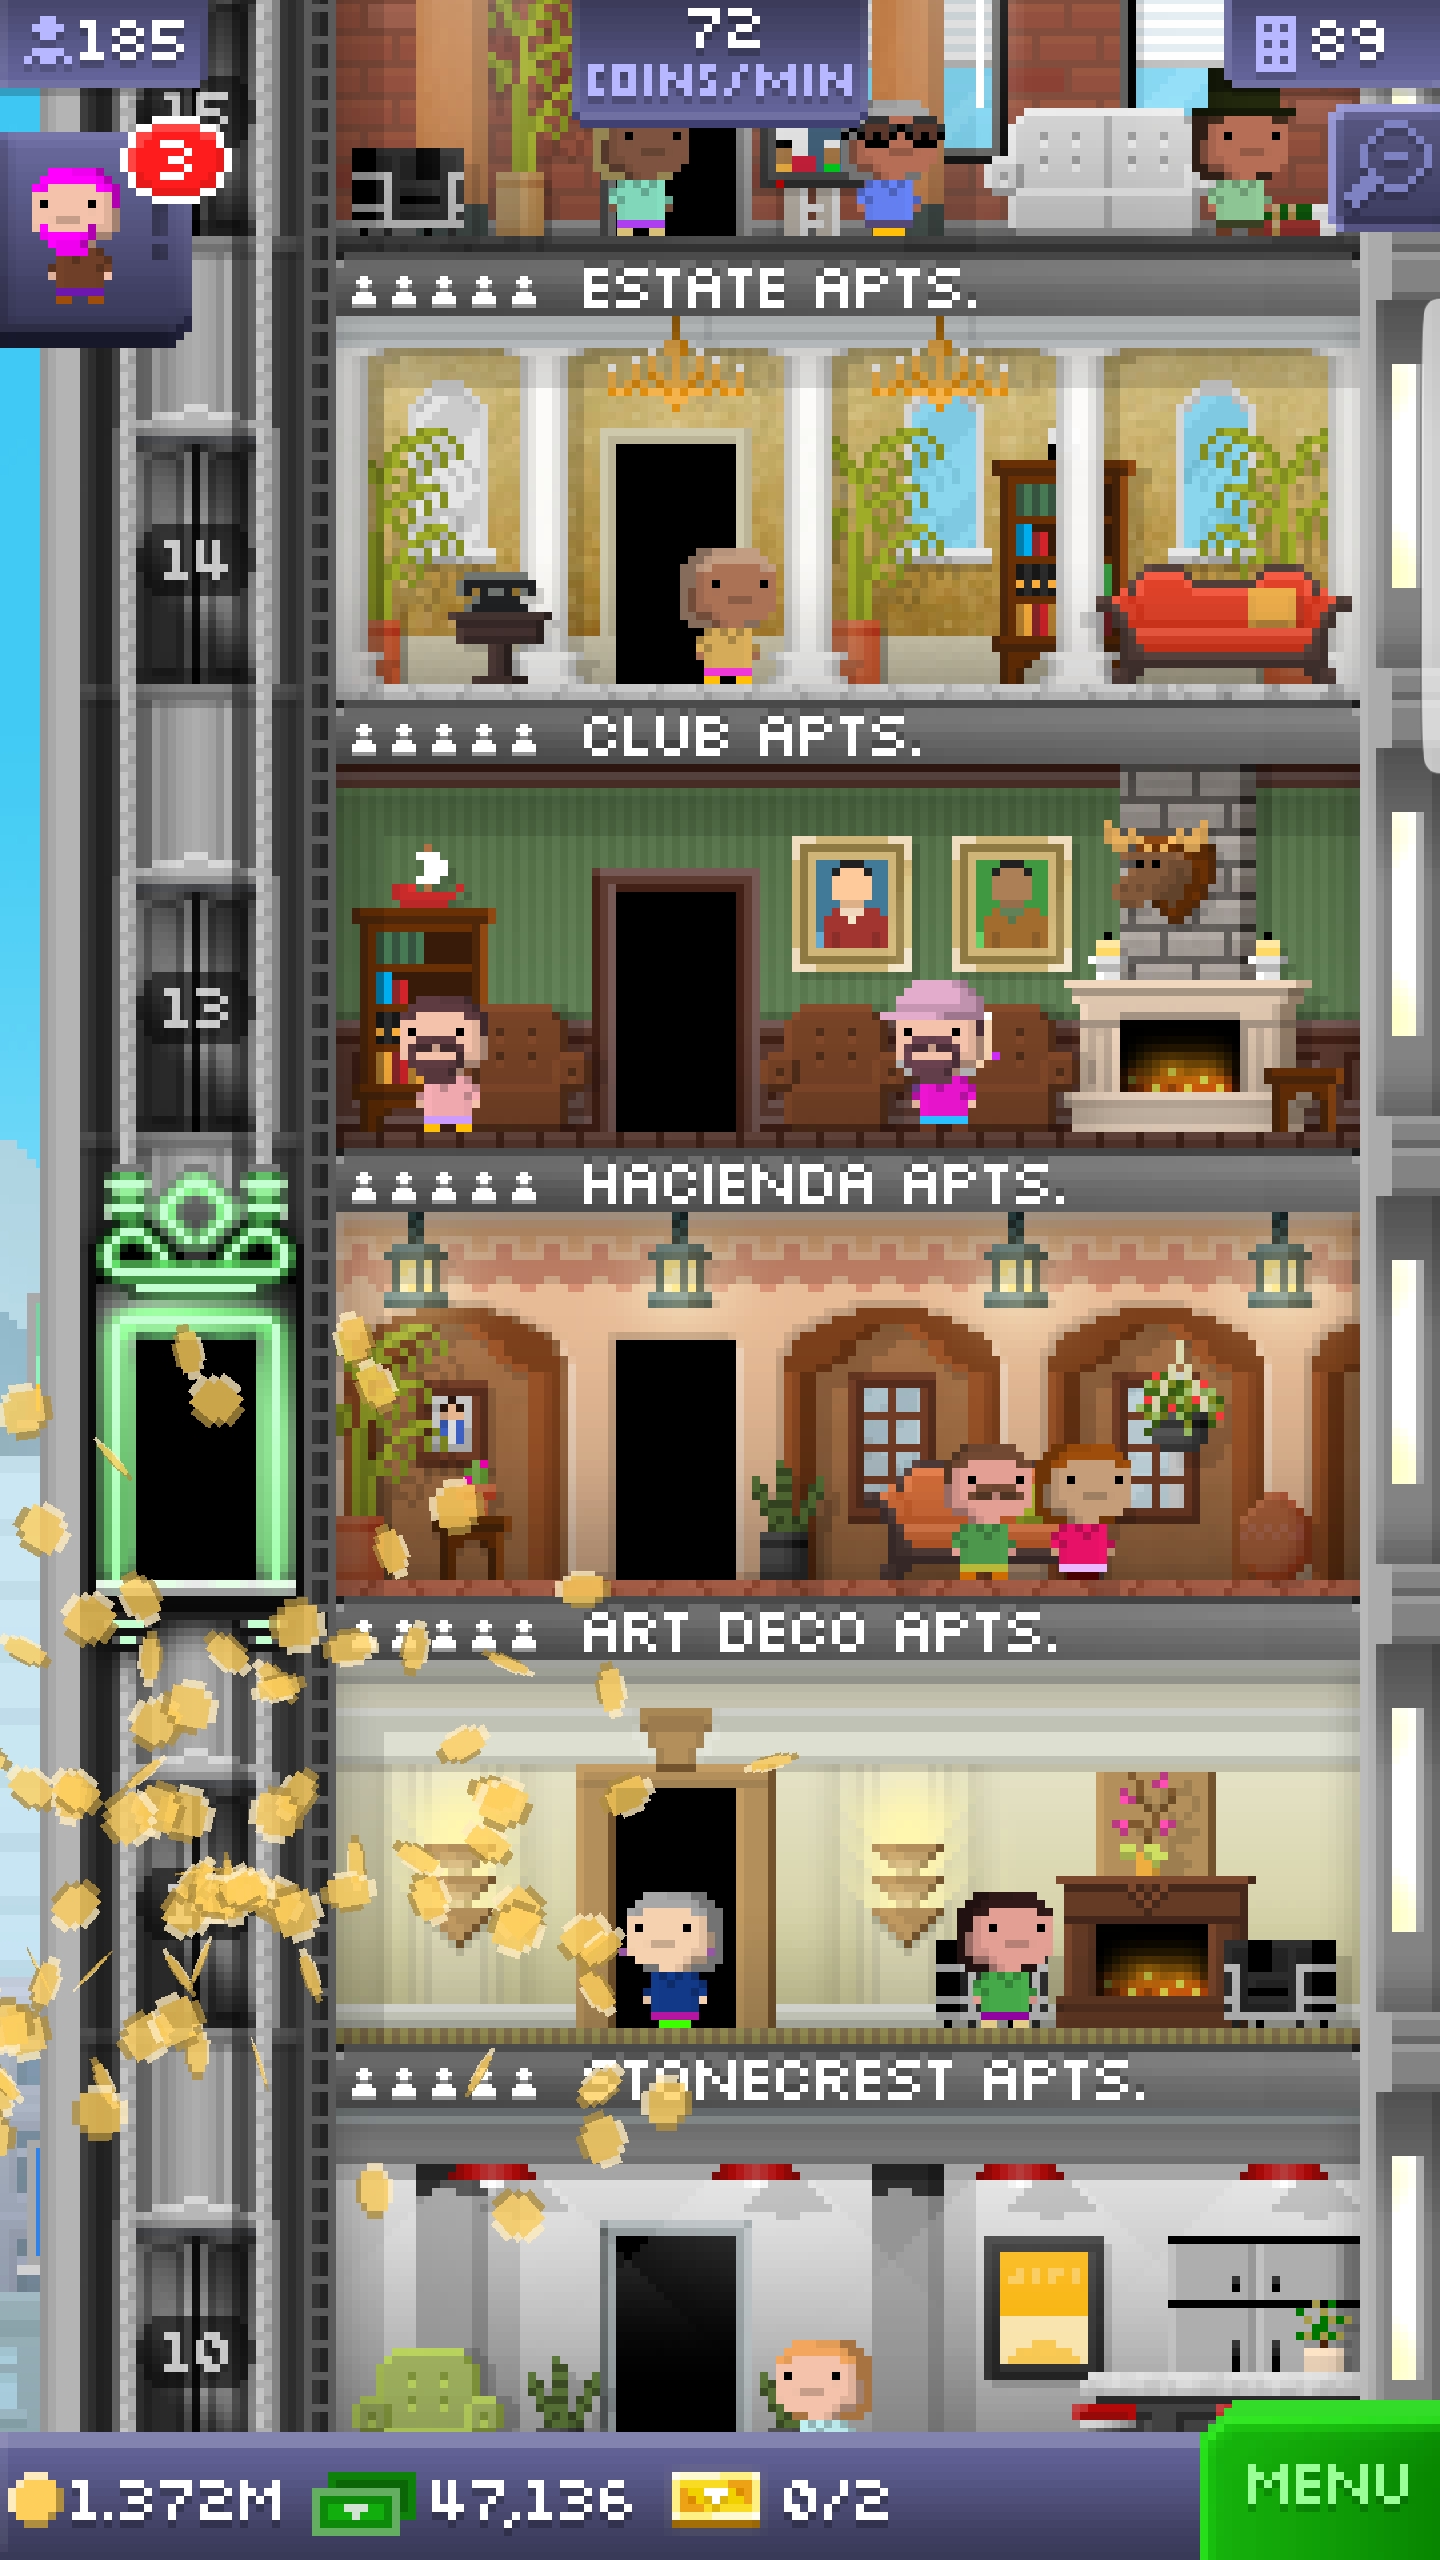 185
72
COINS/MIN
89
15
3
ESTATE APTS.
14
CLUB APTS.
13
HACIENDA APTS.
ART DECO APTS.
STONECREST APTS.
10
1.372M
47,136
0/2
MENU